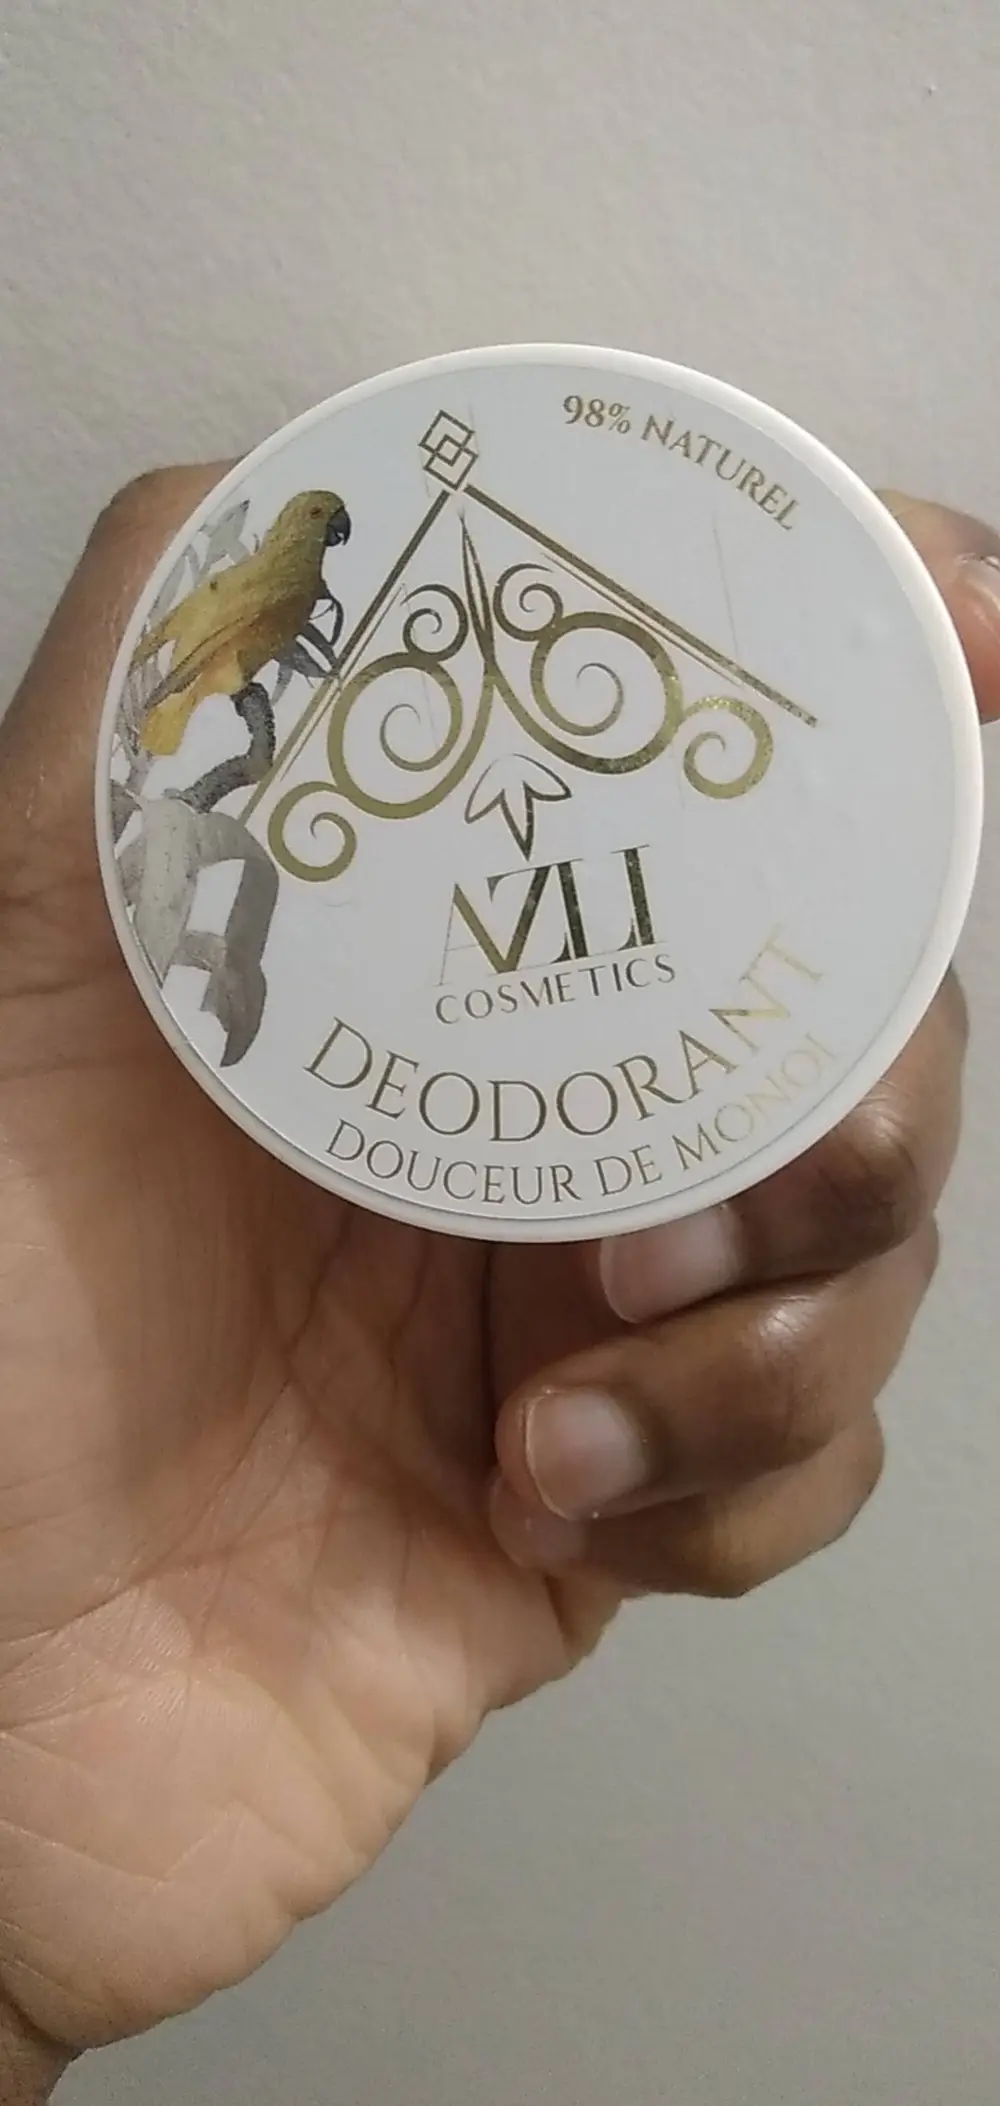 98% NATUREL
AZLI
COSMETICS
DEODORANT
DOUCEUR DE MONOI